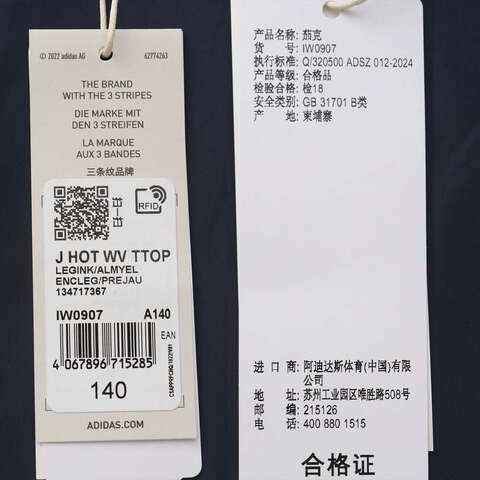 © 2022 adidas AG 62774263
THE BRAND
WITH THE 3 STRIPES
DIE MARKE MIT
DEN 3 STREIFEN
LA MARQUE
AUX 3 BANDES
三条纹品牌
RFID
J HOT WV TTOP
LEGINK/ALMYEL
ENCLEG/PREJAU
134717367
IW0907 A140
EAN
4 067896 715285
140
ADIDAS.COM
产品名称: 茄克
货 号: IW0907
执行标准: Q/320500 ADSZ 012-2024
产品等级: 合格品
检验合格: 检18
安全类别: GB 31701 B类
产 地: 柬埔寨
进 口 商: 阿迪达斯体育(中国)有限
公司
地 址: 苏州工业园区唯胜路508号
邮 编: 215126
电 话: 400 880 1515
合格证